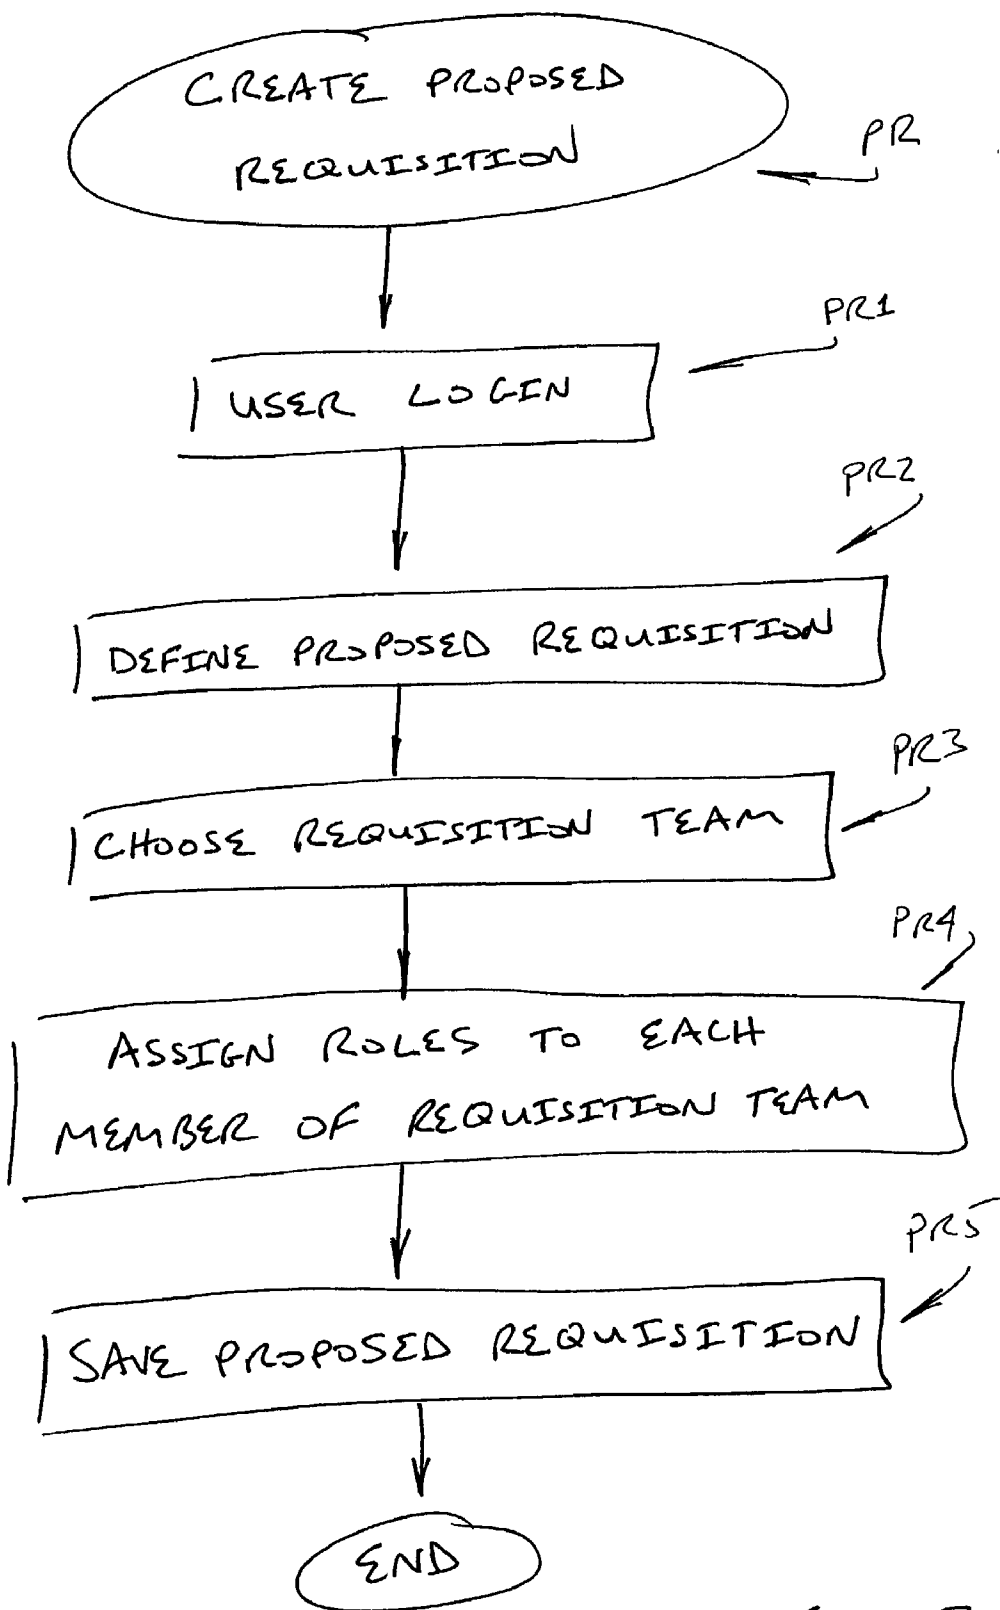 CREATE PROPOSED
REQUISITION
PR
PR1
USER LOGIN
PR2
DEFINE PROPOSED REQUISITION
PR3
CHOOSE REQUISITION TEAM
PR4
ASSIGN ROLES TO EACH
MEMBER OF REQUISITION TEAM
PR5
SAVE PROPOSED REQUISITION
END